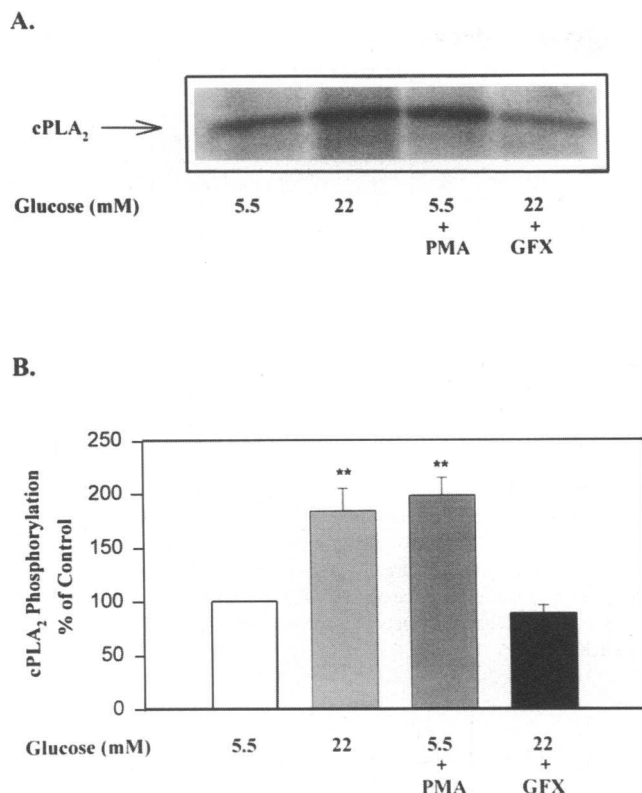 A.
cPLA₂
Glucose (mM) 5.5 22 5.5 22
+ +
PMA GFX
B.
250
200
150
100
50
0
cPLA₂ Phosphorylation
% of Control
** **
Glucose (mM) 5.5 22 5.5 22
+ +
PMA GFX